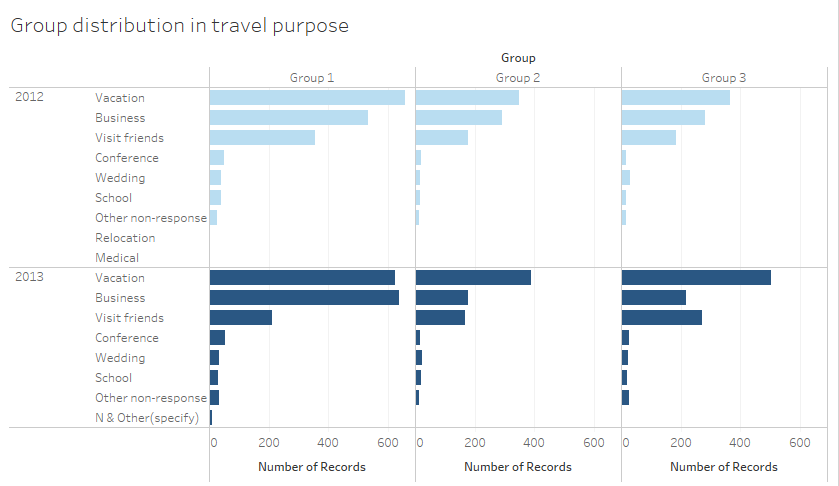 Group distribution in travel purpose
Group
Group 1 Group 2 Group 3
2012 Vacation
Business
Visit friends
Conference
Wedding
School
Other non-response
Relocation
Medical
2013 Vacation
Business
Visit friends
Conference
Wedding
School
Other non-response
N & Other(specify)
0 200 400 600 0 200 400 600 0 200 400 600
Number of Records Number of Records Number of Records